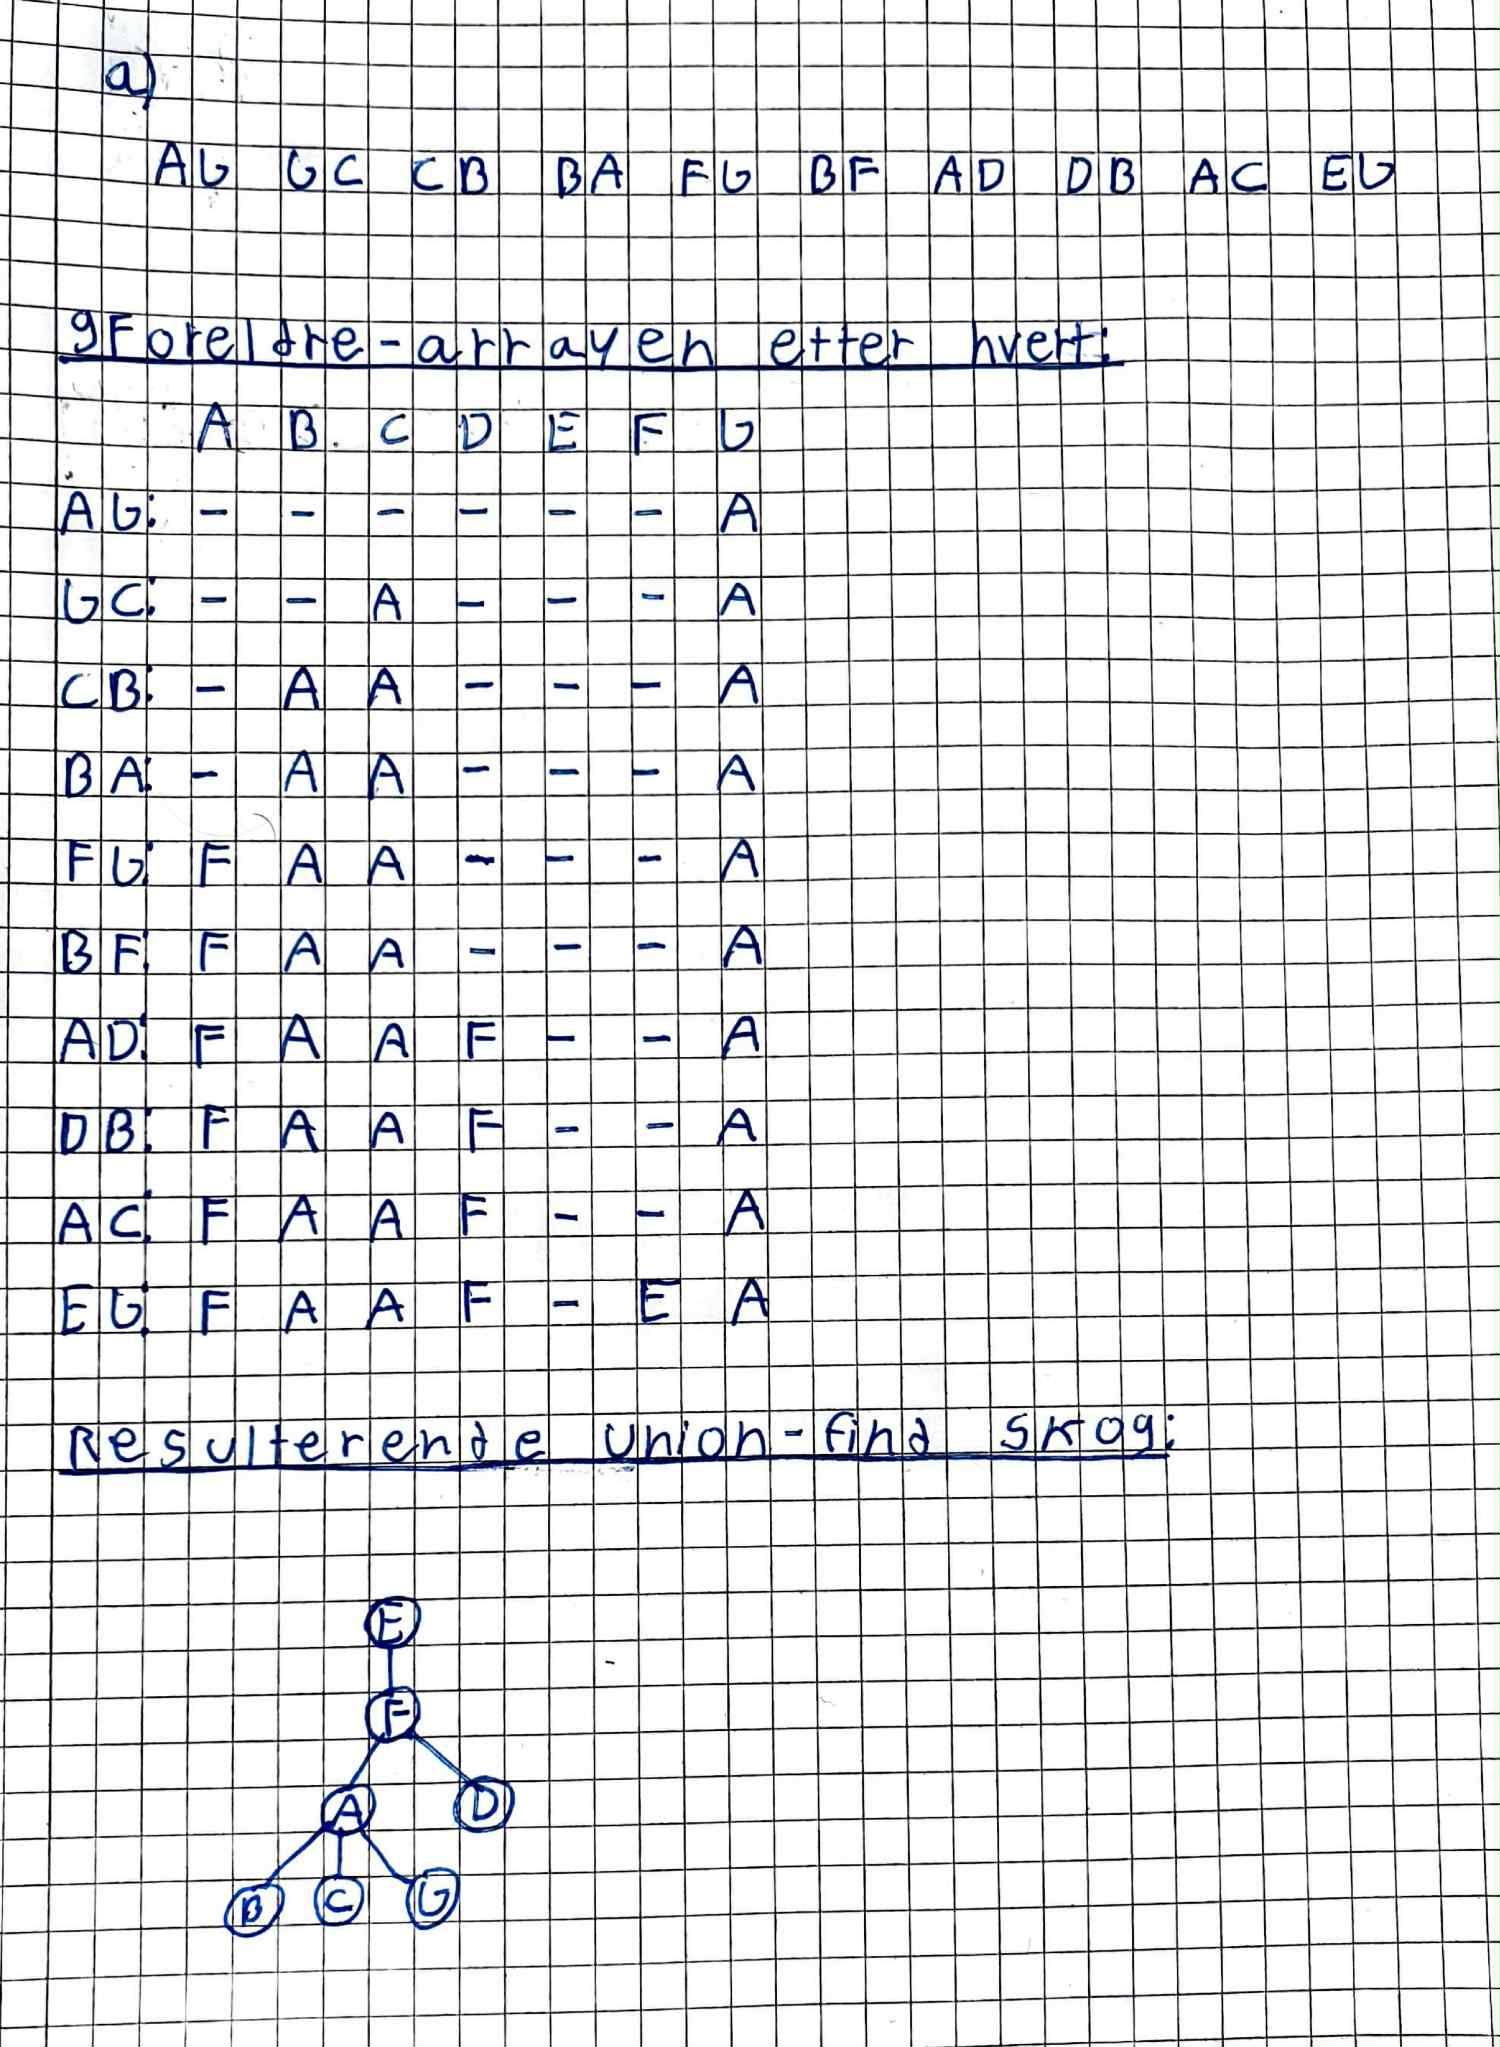 a)
AG GC CB BA FG BF AD DB AC EG
gForeldre-arrayen etter hvert:
A B C D E F G
AG: - - - - - - A
GC: - - A - - - A
CB: - A A - - - A
BA: - A A - - - A
FG: F A A - - - A
BF: F A A - - - A
AD: F A A F - - A
DB: F A A F - - A
AC: F A A F - - A
EG: F A A F - E A
Resulterende union-find skog:
E
F
A D
B C G